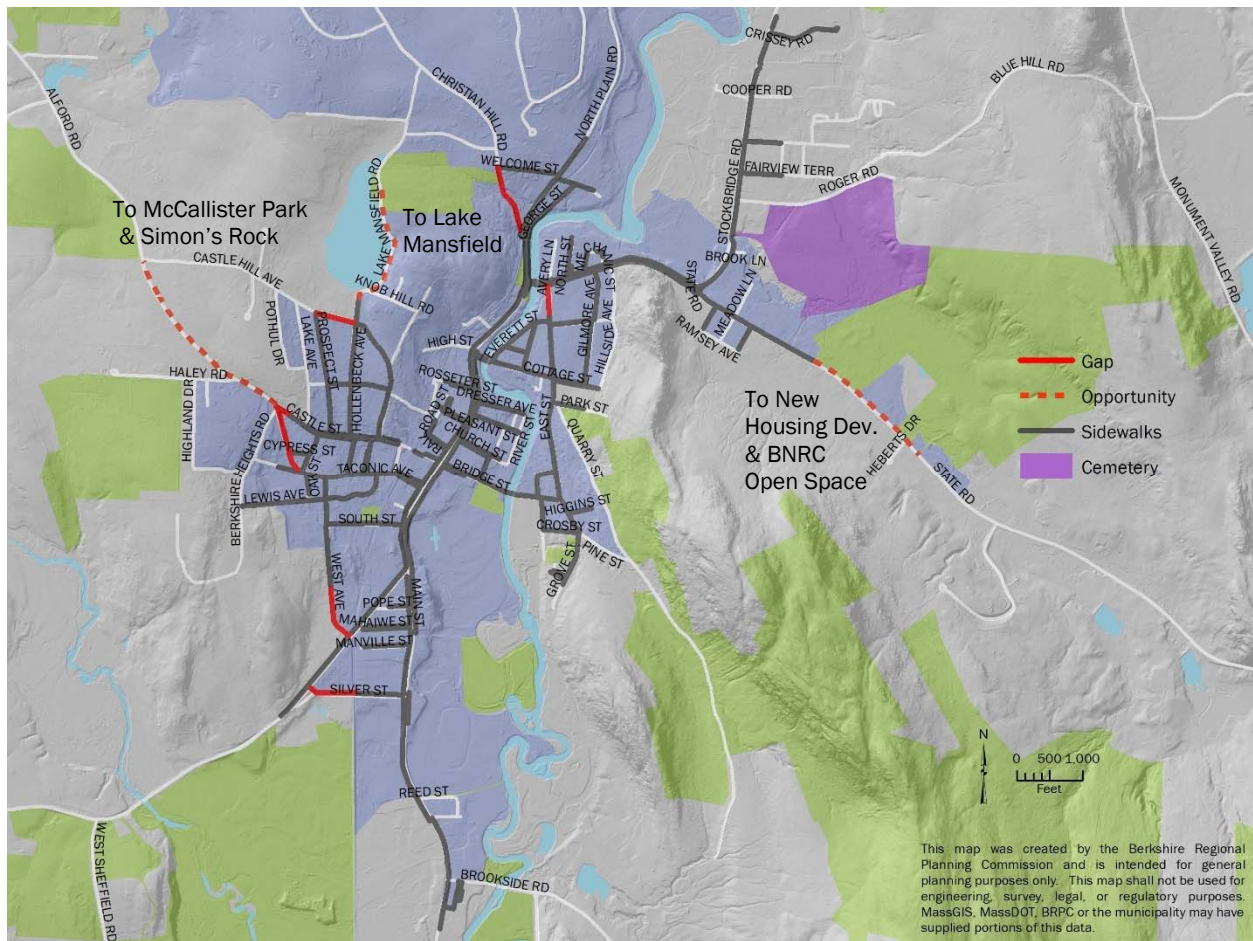 CRISSEY RD
BLUE HILL RD
CHRISTIAN HILL RD
NORTH PLAIN RD
COOPER RD
ALFORD RD
WELCOME ST
FAIRVIEW TERR
ROGER RD
STOCKBRIDGE RD
MONUMENT VALLEY RD
To McCallister Park
& Simon's Rock
LAKE MANSFIELD RD
To Lake
Mansfield
GEORGE ST
CASTLE HILL AVE
KNOB HILL RD
AVERY LN
NORTH ST
MECHANIC ST
BROOK LN
STATE RD
MEADOW LN
RAMSEY AVE
POTHUL DR
LAKE AVE
PROSPECT ST
HOLLENBECK AVE
HIGH ST
EVERETT ST
GILMORE AVE
HILLSIDE AVE
COTTAGE ST
Gap
Opportunity
Sidewalks
Cemetery
HALEY RD
HIGHLAND DR
ROSSETER ST
DRESSER AVE
PARK ST
To New
Housing Dev.
& BNRC
Open Space
HEBERTS DR
STATE RD
CASTLE ST
CYPRESS ST
BERKSHIRE HEIGHTS RD
OAK ST
TACONIC AVE
RAILROAD ST
PLEASANT ST
CHURCH ST
RIVER ST
EAST ST
QUARRY ST
BRIDGE ST
LEWIS AVE
SOUTH ST
HIGGINS ST
CROSBY ST
PINE ST
GROVE ST
WEST AVE
MAIN ST
POPE ST
MAHAIWE ST
MANVILLE ST
SILVER ST
REED ST
BROOKSIDE RD
WEST SHEFFIELD RD
N
0 500 1,000
Feet
This map was created by the Berkshire Regional
Planning Commission and is intended for general
planning purposes only. This map shall not be used for
engineering, survey, legal, or regulatory purposes.
MassGIS, MassDOT, BRPC or the municipality may have
supplied portions of this data.